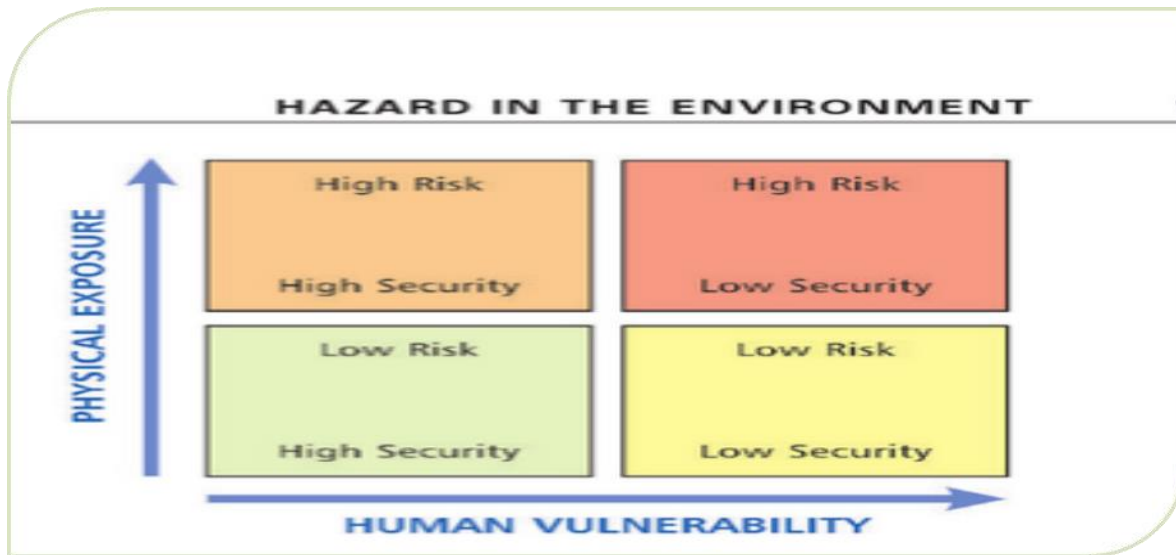 HAZARD IN THE ENVIRONMENT
PHYSICAL EXPOSURE
High Risk
High Security
High Risk
Low Security
Low Risk
High Security
Low Risk
Low Security
HUMAN VULNERABILITY